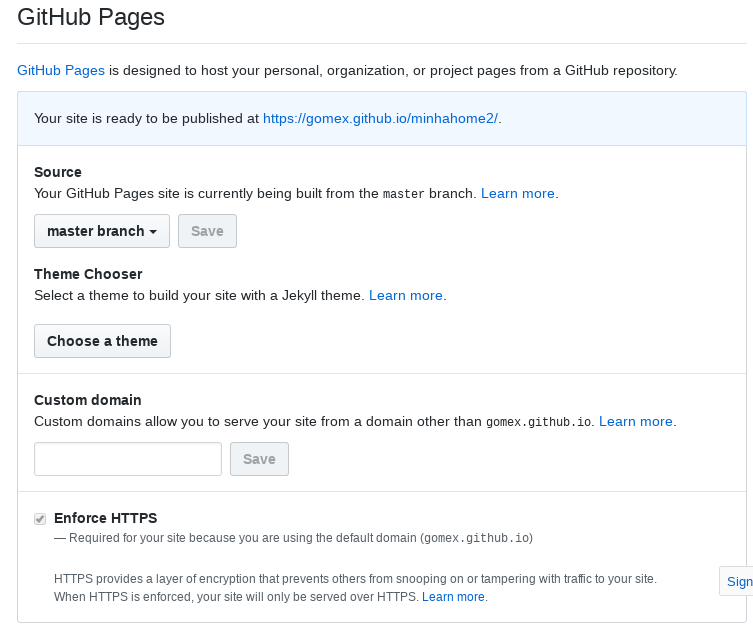 GitHub Pages
GitHub Pages is designed to host your personal, organization, or project pages from a GitHub repository.
Your site is ready to be published at https://gomex.github.io/minhahome2/.
Source
Your GitHub Pages site is currently being built from the master branch. Learn more.
master branch
Save
Theme Chooser
Select a theme to build your site with a Jekyll theme. Learn more.
Choose a theme
Custom domain
Custom domains allow you to serve your site from a domain other than gomex.github.io. Learn more.
Save
Enforce HTTPS
— Required for your site because you are using the default domain (gomex.github.io)
HTTPS provides a layer of encryption that prevents others from snooping on or tampering with traffic to your site.
When HTTPS is enforced, your site will only be served over HTTPS. Learn more.
Sign